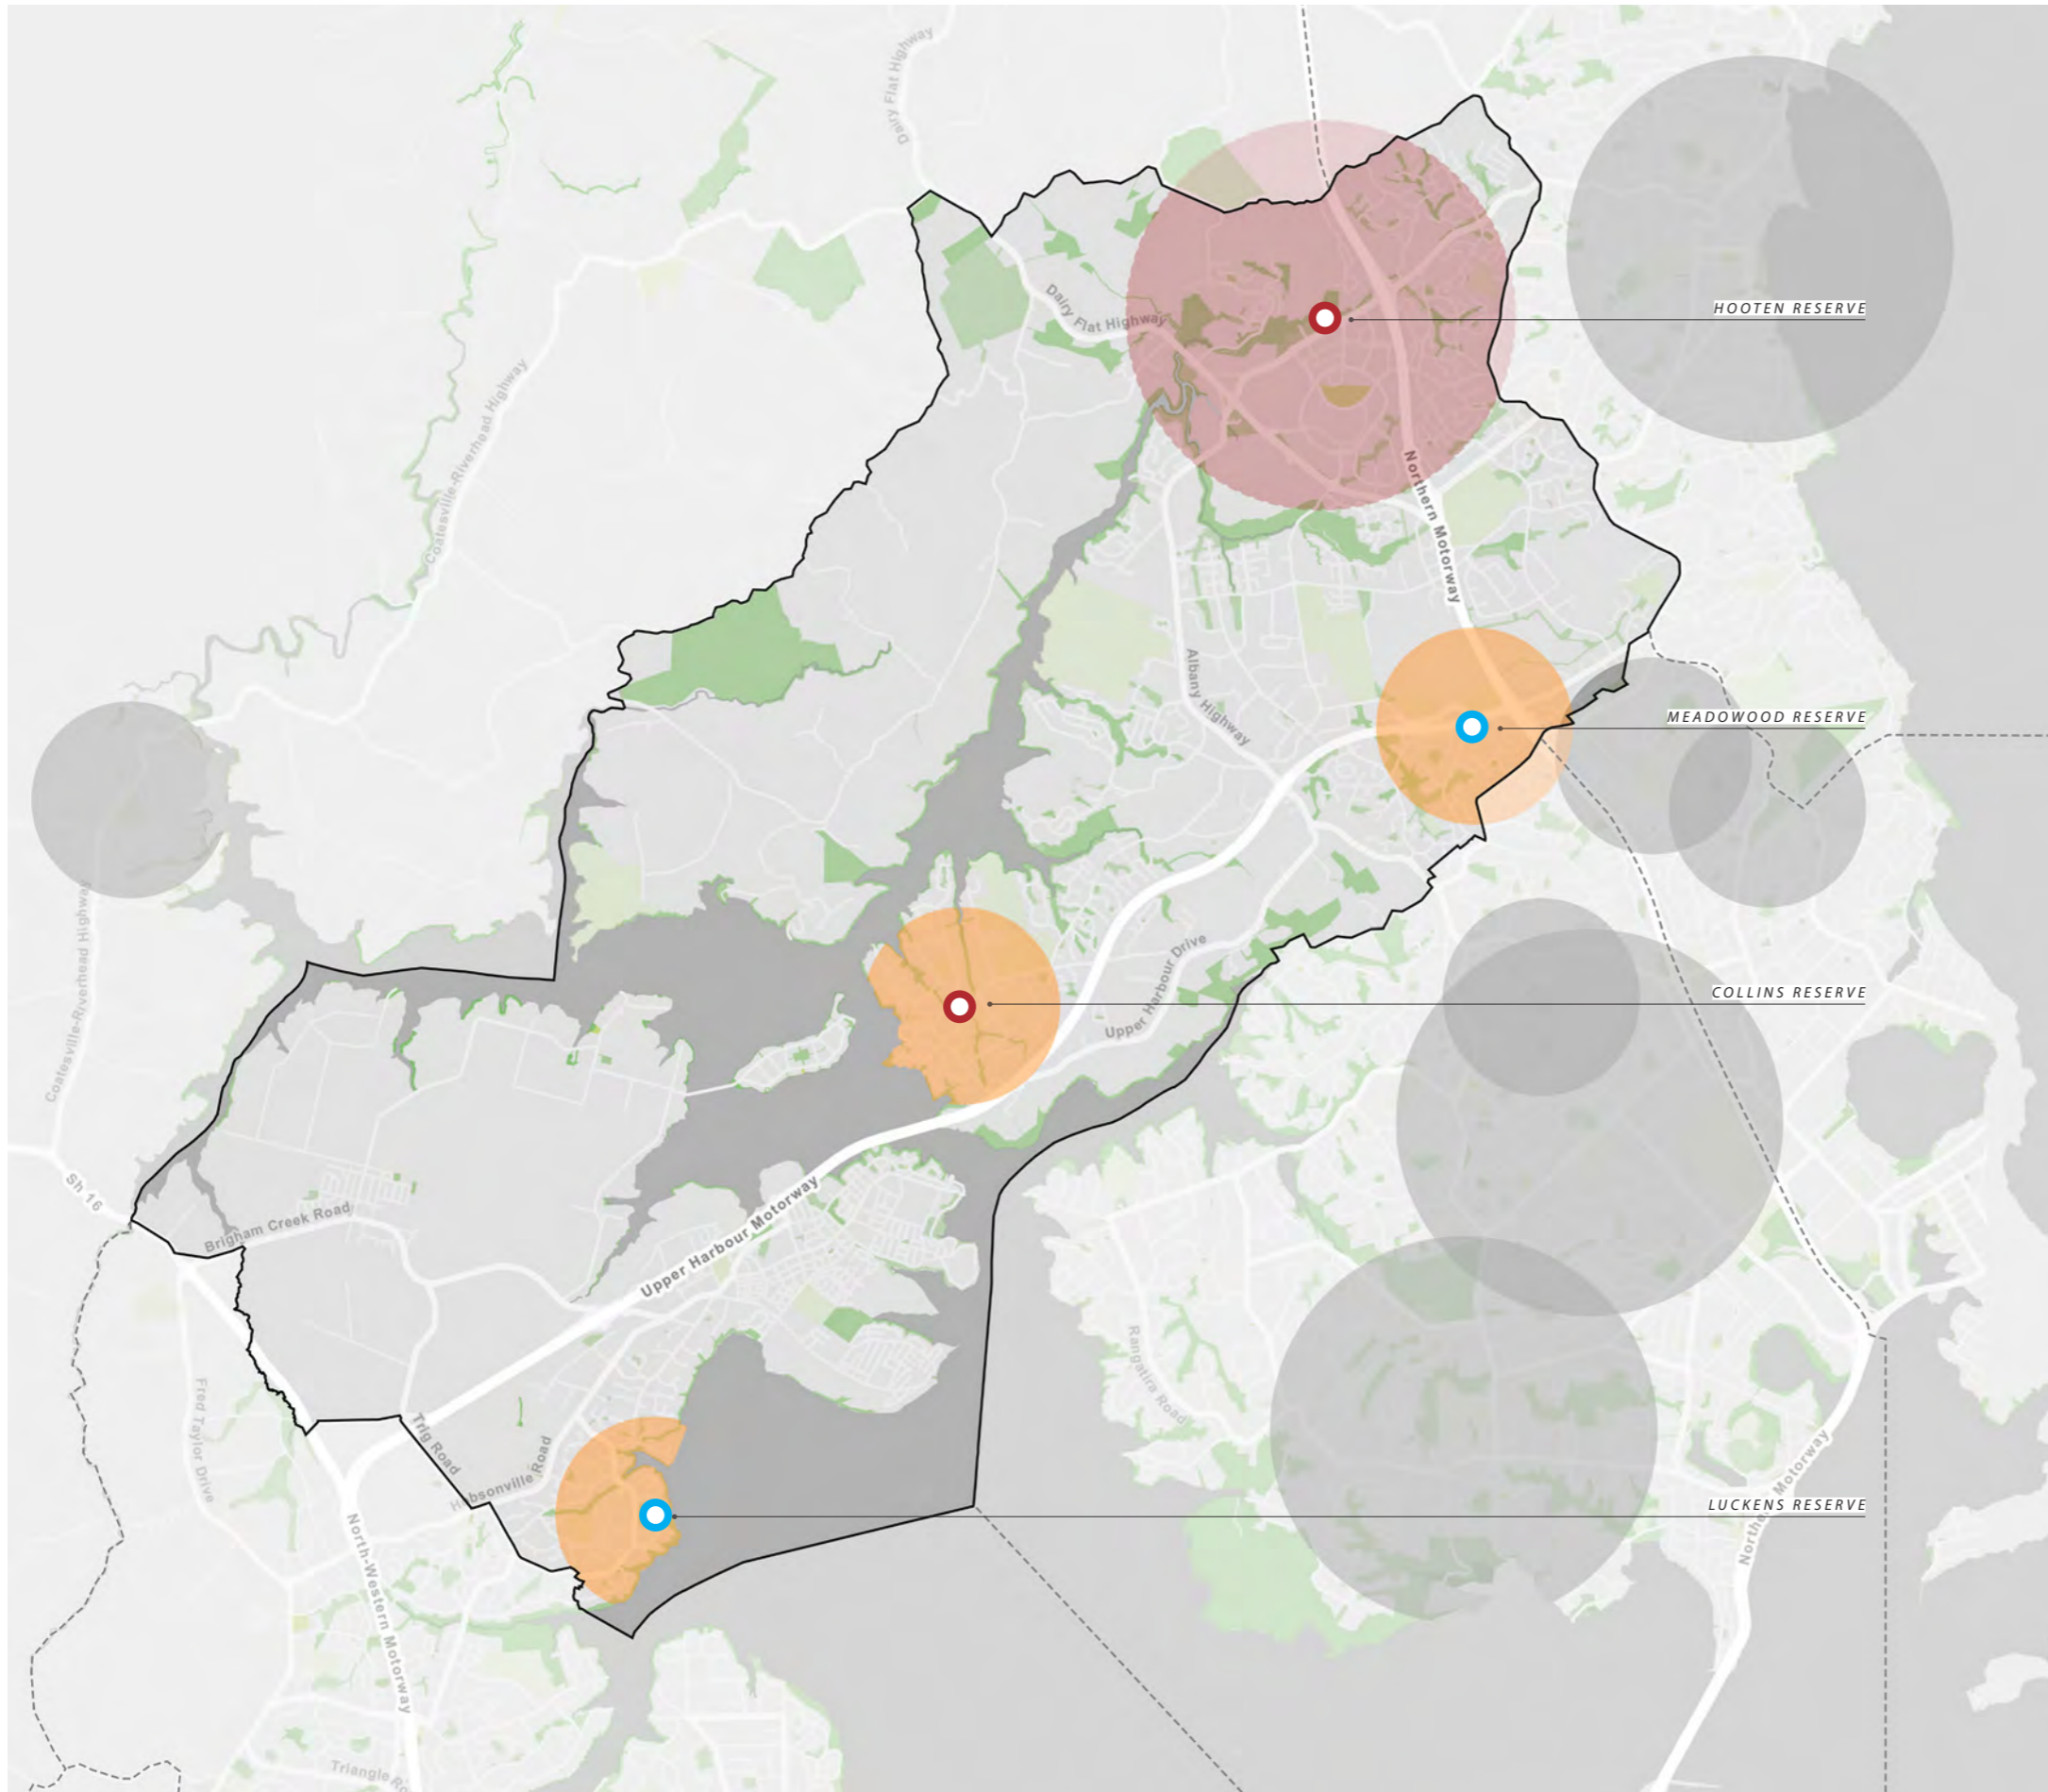 Dairy Flat Highway
HOOTEN RESERVE
Dairy Flat Highway
Coatesville-Riverhead Highway
Northern Motorway
Albany Highway
MEADOWOOD RESERVE
Upper Harbour Drive
COLLINS RESERVE
Coatesville-Riverhead Highway
Sh 16
Brigham Creek Road
Upper Harbour Motorway
Rangatira Road
Fred Taylor Drive
Trig Road
Hobsonville Road
LUCKENS RESERVE
Northern Motorway
North-Western Motorway
Triangle